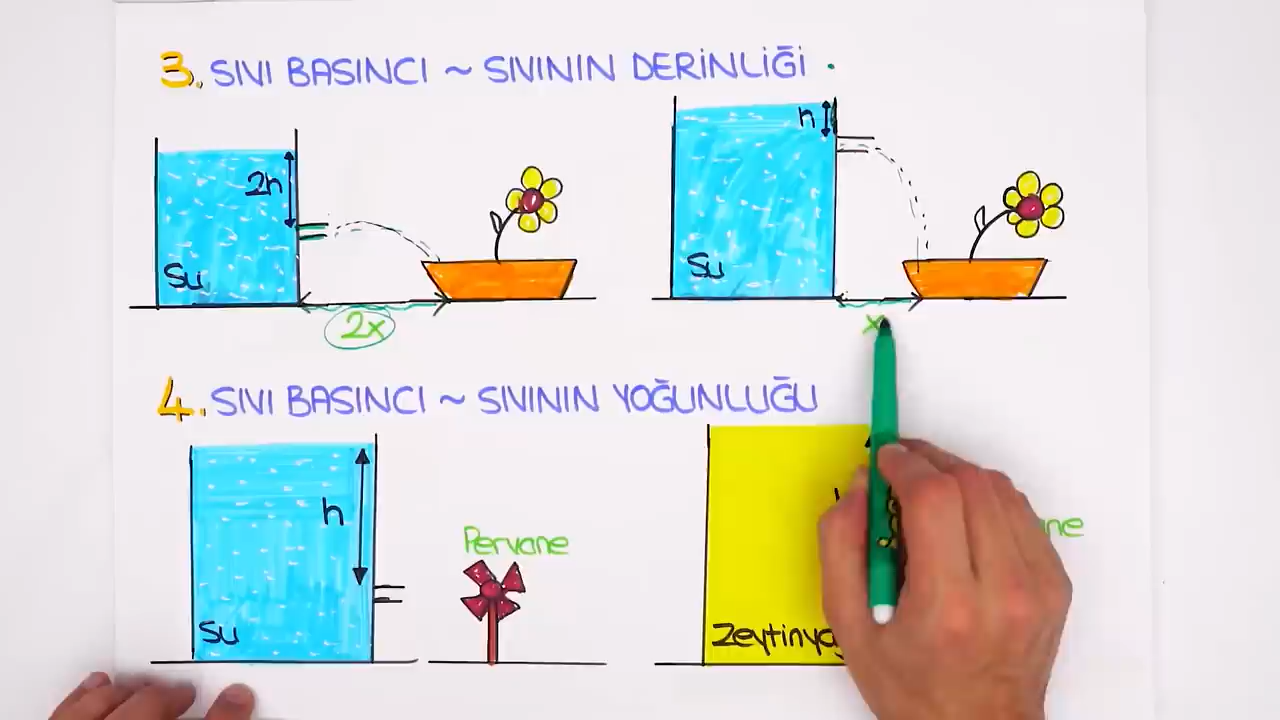 3. SIVI BASINCI ~ SIVININ DERİNLİĞİ
2h
h
Su
Su
2x
x
4. SIVI BASINCI ~ SIVININ YOĞUNLUĞU
h
Pervane
Su